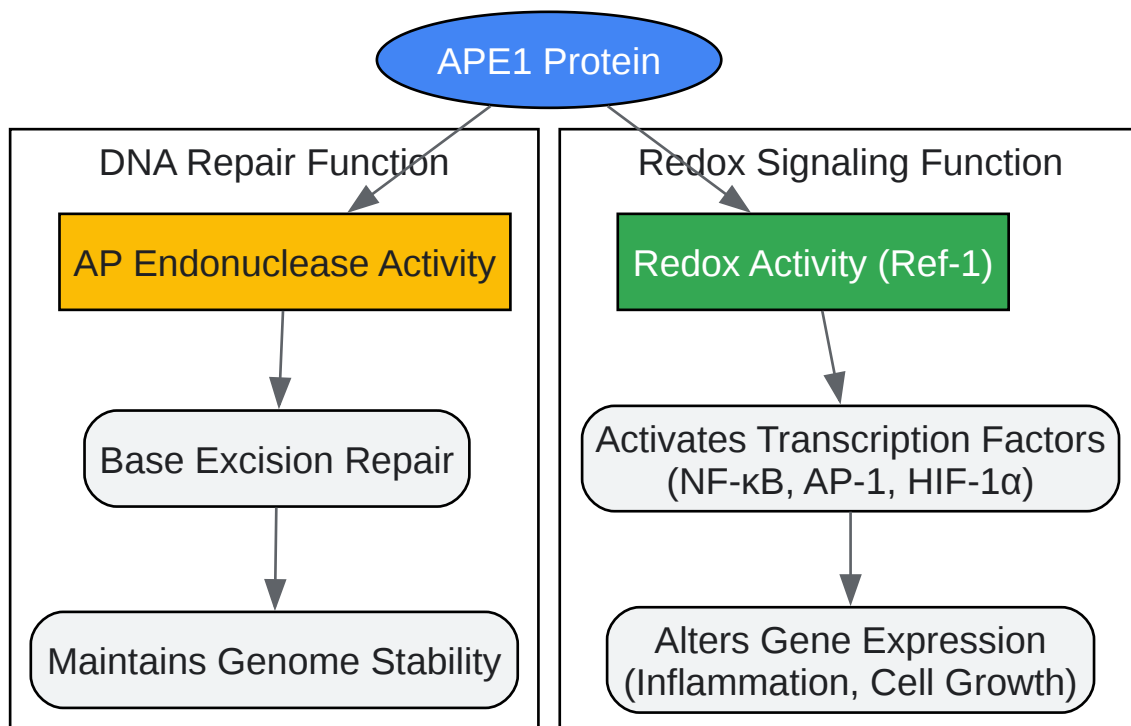 APE1 Protein
DNA Repair Function
AP Endonuclease Activity
Base Excision Repair
Maintains Genome Stability
Redox Signaling Function
Redox Activity (Ref-1)
Activates Transcription Factors
(NF-κB, AP-1, HIF-1α)
Alters Gene Expression
(Inflammation, Cell Growth)